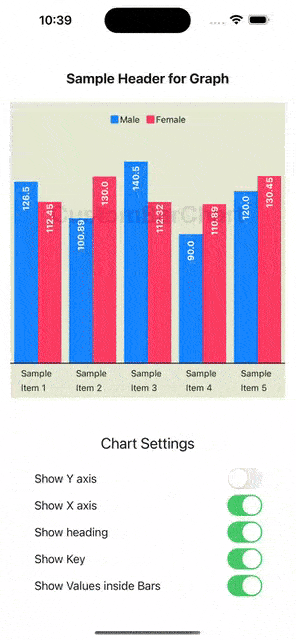 10:39
Sample Header for Graph
Male Female
126.5 112.45 100.89 130.0 140.5 112.32 90.0 110.89 120.0 130.45
CustomBarChart
Sample Item 1
Sample Item 2
Sample Item 3
Sample Item 4
Sample Item 5
Chart Settings
Show Y axis
Show X axis
Show heading
Show Key
Show Values inside Bars